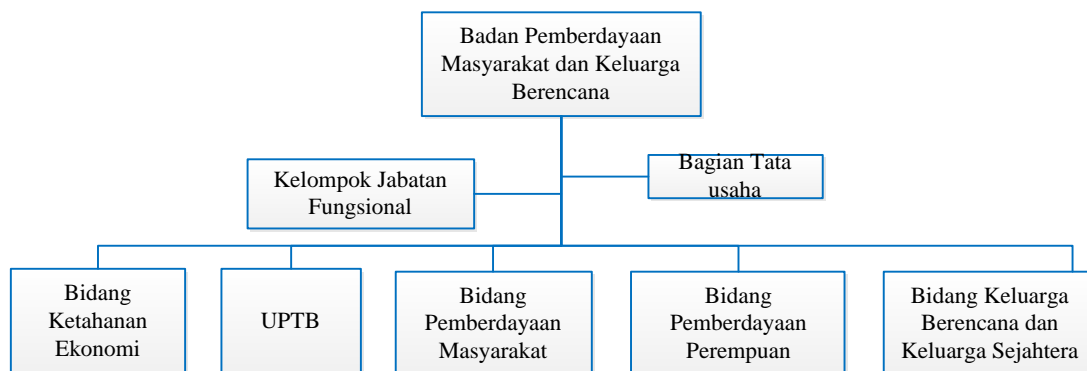 Badan Pemberdayaan
Masyarakat dan Keluarga
Berencana
Kelompok Jabatan
Fungsional
Bagian Tata
usaha
Bidang
Ketahanan
Ekonomi
UPTB
Bidang
Pemberdayaan
Masyarakat
Bidang
Pemberdayaan
Perempuan
Bidang Keluarga
Berencana dan
Keluarga Sejahtera